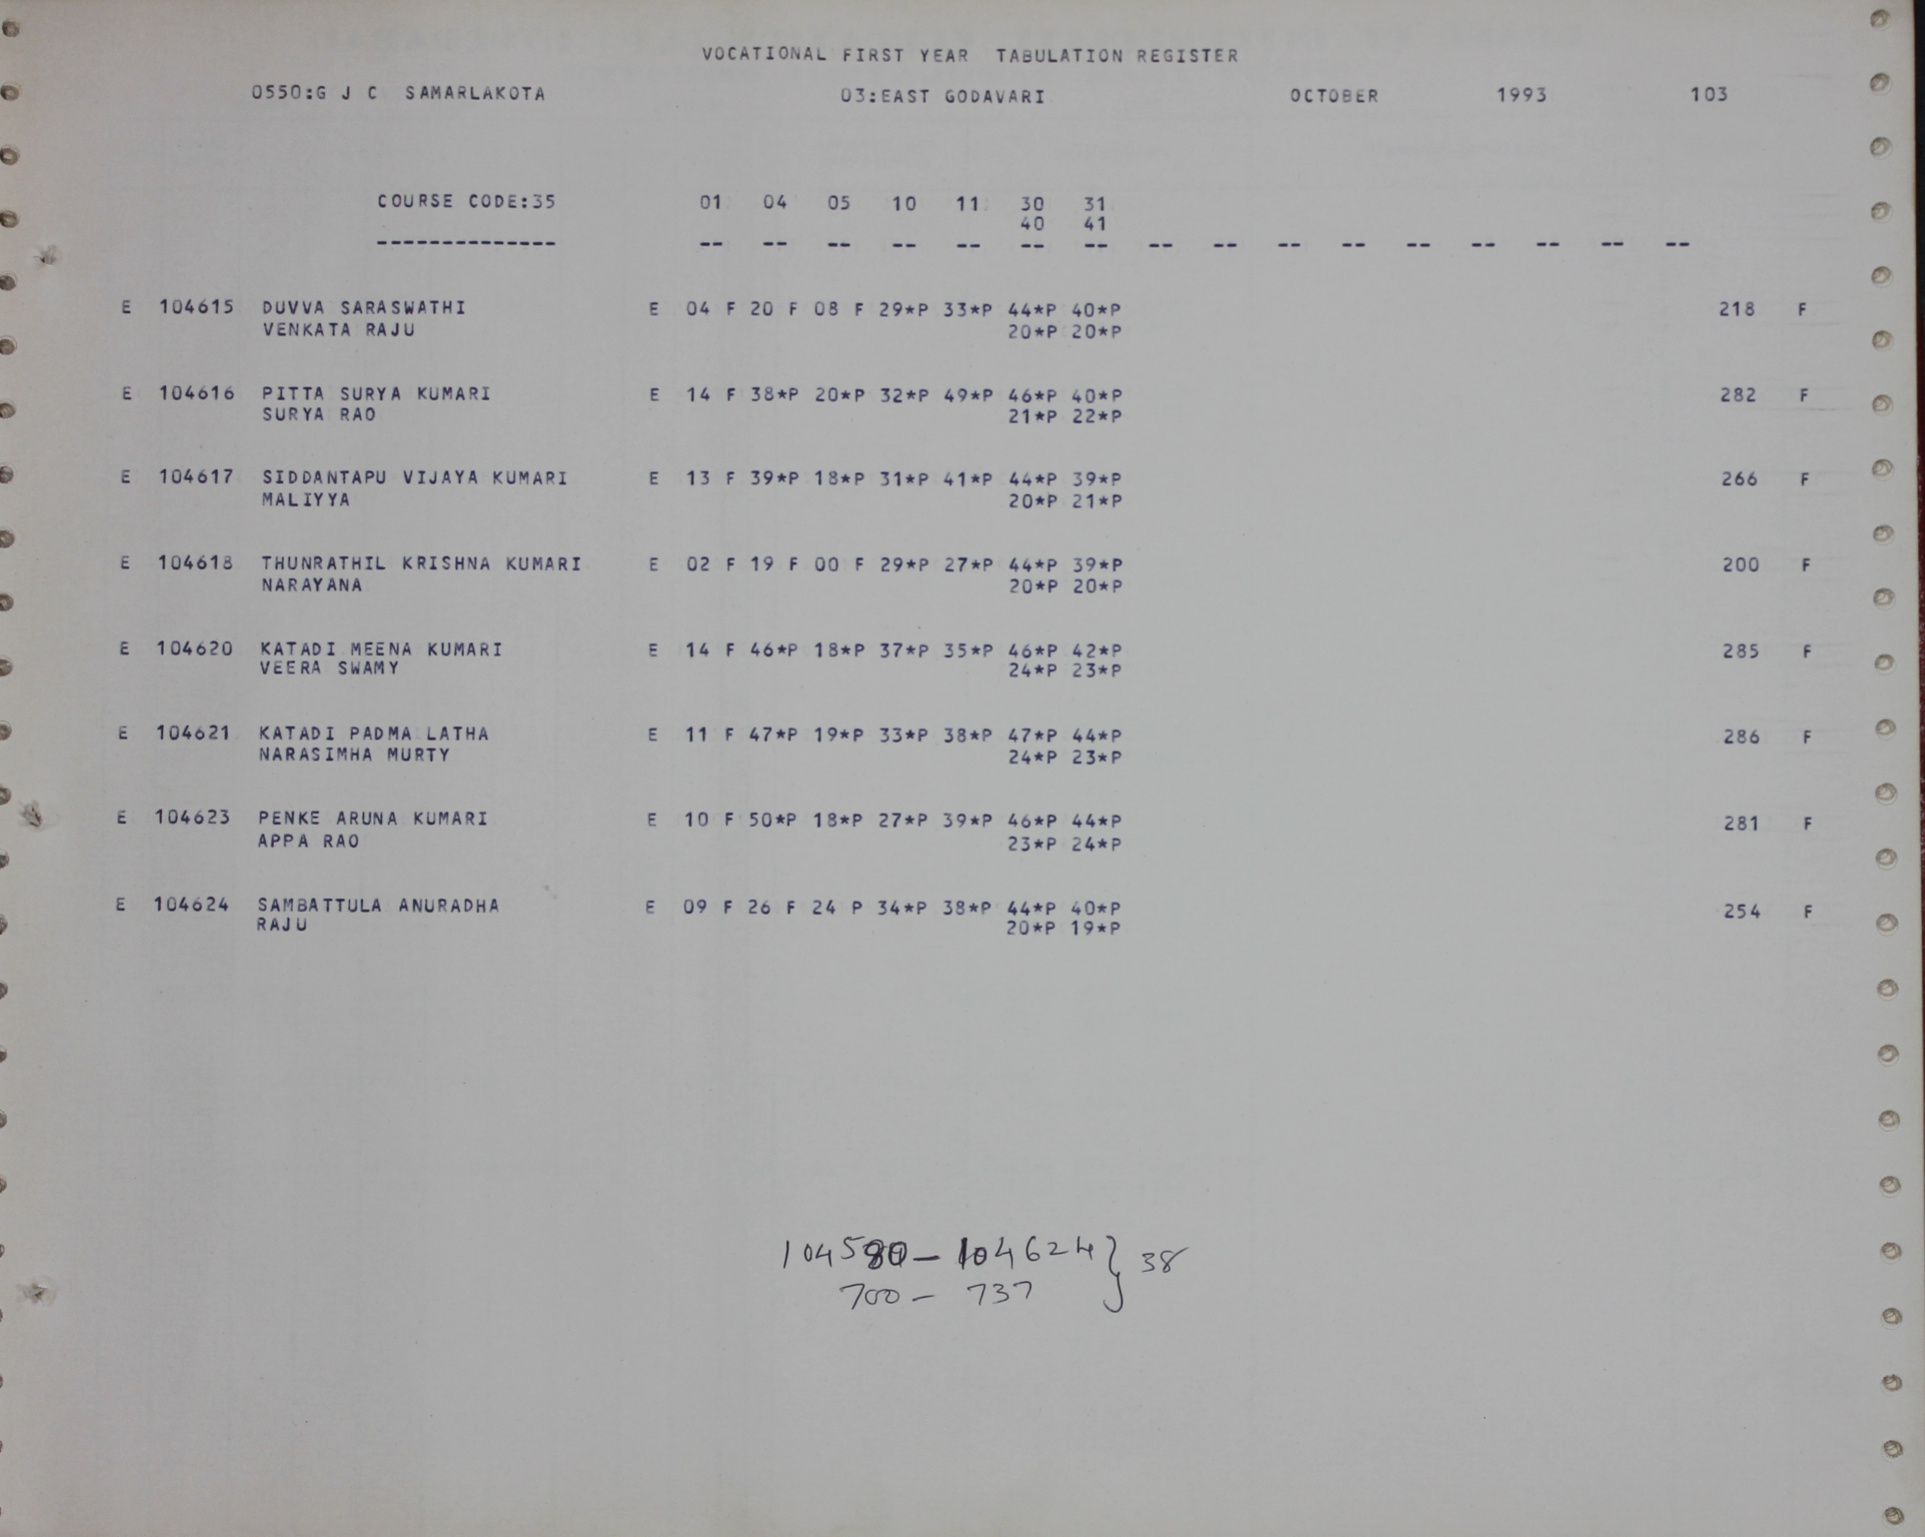 VOCATIONAL FIRST YEAR TABULATION REGISTER
0550:G J C SAMARLAKOTA 03:EAST GODAVARI OCTOBER 1993 103
COURSE CODE:35 01 04 05 10 11 30 31
40 41
-------------- -- -- -- -- -- -- -- -- -- -- -- -- -- -- -- --
E 104615 DUVVA SARASWATHI E 04 F 20 F 08 F 29*P 33*P 44*P 40*P 218 F
VENKATA RAJU 20*P 20*P
E 104616 PITTA SURYA KUMARI E 14 F 38*P 20*P 32*P 49*P 46*P 40*P 282 F
SURYA RAO 21*P 22*P
E 104617 SIDDANTAPU VIJAYA KUMARI E 13 F 39*P 18*P 31*P 41*P 44*P 39*P 266 F
MALIYYA 20*P 21*P
E 104618 THUNRATHIL KRISHNA KUMARI E 02 F 19 F 00 F 29*P 27*P 44*P 39*P 200 F
NARAYANA 20*P 20*P
E 104620 KATADI MEENA KUMARI E 14 F 46*P 18*P 37*P 35*P 46*P 42*P 285 F
VEERA SWAMY 24*P 23*P
E 104621 KATADI PADMA LATHA E 11 F 47*P 19*P 33*P 38*P 47*P 44*P 286 F
NARASIMHA MURTY 24*P 23*P
E 104623 PENKE ARUNA KUMARI E 10 F 50*P 18*P 27*P 39*P 46*P 44*P 281 F
APPA RAO 23*P 24*P
E 104624 SAMBATTULA ANURADHA E 09 F 26 F 24 P 34*P 38*P 44*P 40*P 254 F
RAJU 20*P 19*P
– 104624 } 38
700 – 737